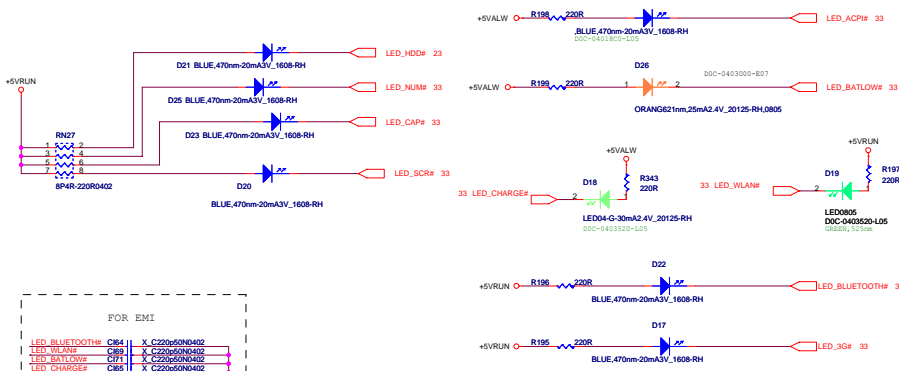 +5VALW R198 220R LED_ACPI# 33
,BLUE,470nm-20mA3V_1608-RH
D0C-04018C0-L05
LED_HDD# 23
D21 BLUE,470nm-20mA3V_1608-RH
D26
D0C-0403000-E07
+5VRUN
LED_NUM# 33
D25 BLUE,470nm-20mA3V_1608-RH
+5VALW R199 220R 1 2 LED_BATLOW# 33
ORANG621nm,25mA2.4V_20125-RH,0805
LED_CAP# 33
D23 BLUE,470nm-20mA3V_1608-RH
RN27
1 2
3 4
5 6
7 8
8P4R-220R0402
D20
LED_SCR# 33
BLUE,470nm-20mA3V_1608-RH
+5VALW
D18
R343
220R
33 LED_CHARGE# 2
LED04-G-30mA2.4V_20125-RH
D0C-0403520-L05
+5VRUN
D19
R197
220R
33 LED_WLAN# 2
LED0805
D0C-0403520-L05
GREEN,525nm
D22
+5VRUN R196 220R LED_BLUETOOTH# 3
BLUE,470nm-20mA3V_1608-RH
D17
+5VRUN R195 220R LED_3G# 33
BLUE,470nm-20mA3V_1608-RH
FOR EMI
LED_BLUETOOTH# C164 X_C220p50N0402
LED_WLAN# C169 X_C220p50N0402
LED_BATLOW# C171 X_C220p50N0402
LED_CHARGE# C165 X_C220p50N0402